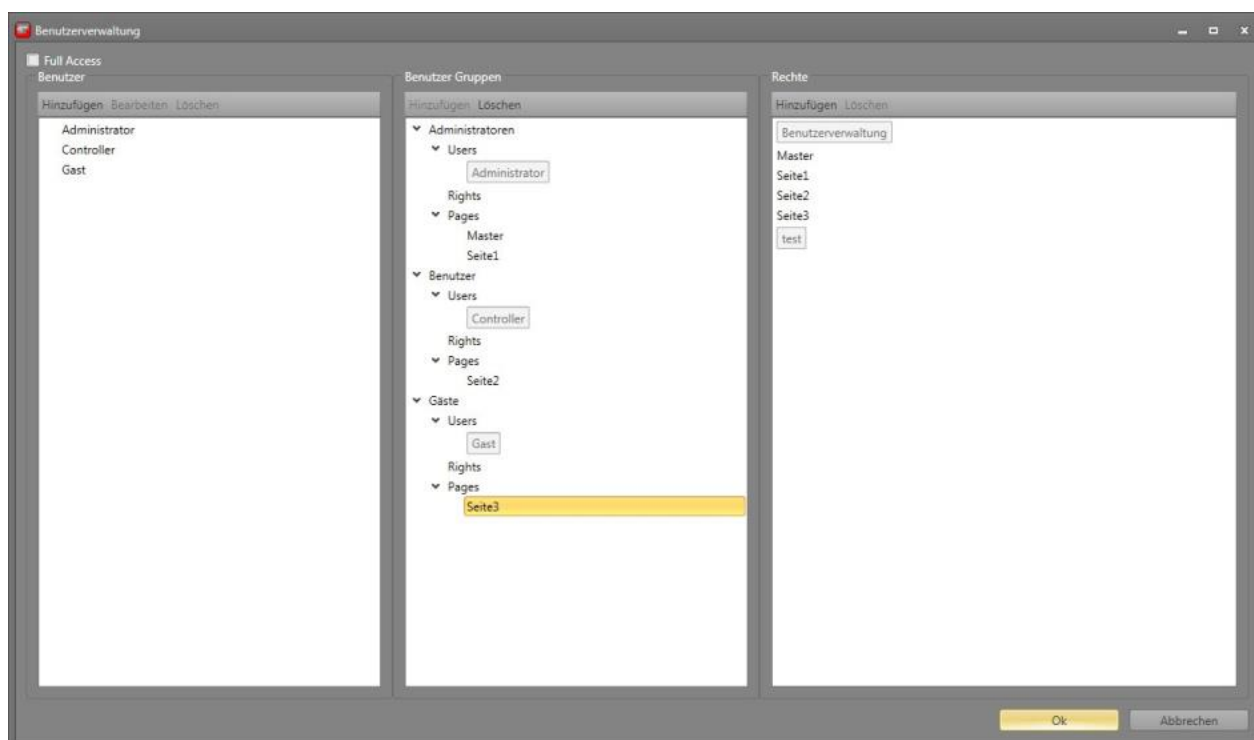 Benutzerverwaltung
Full Access
Benutzer
Hinzufügen Bearbeiten Löschen
Administrator
Controller
Gast
Benutzer Gruppen
Hinzufügen Löschen
Administratoren
Users
Administrator
Rights
Pages
Master
Seite1
Benutzer
Users
Controller
Rights
Pages
Seite2
Gäste
Users
Gast
Rights
Pages
Seite3
Rechte
Hinzufügen Löschen
Benutzerverwaltung
Master
Seite1
Seite2
Seite3
test
Ok Abbrechen